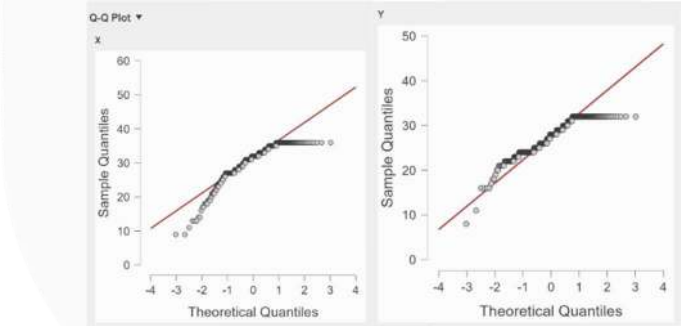 Q-Q Plot ▼
X
60
50
40
30
20
10
0
Sample Quantiles
-4 -3 -2 -1 0 1 2 3 4
Theoretical Quantiles
Y
50
40
30
20
10
0
Sample Quantiles
-4 -3 -2 -1 0 1 2 3 4
Theoretical Quantiles